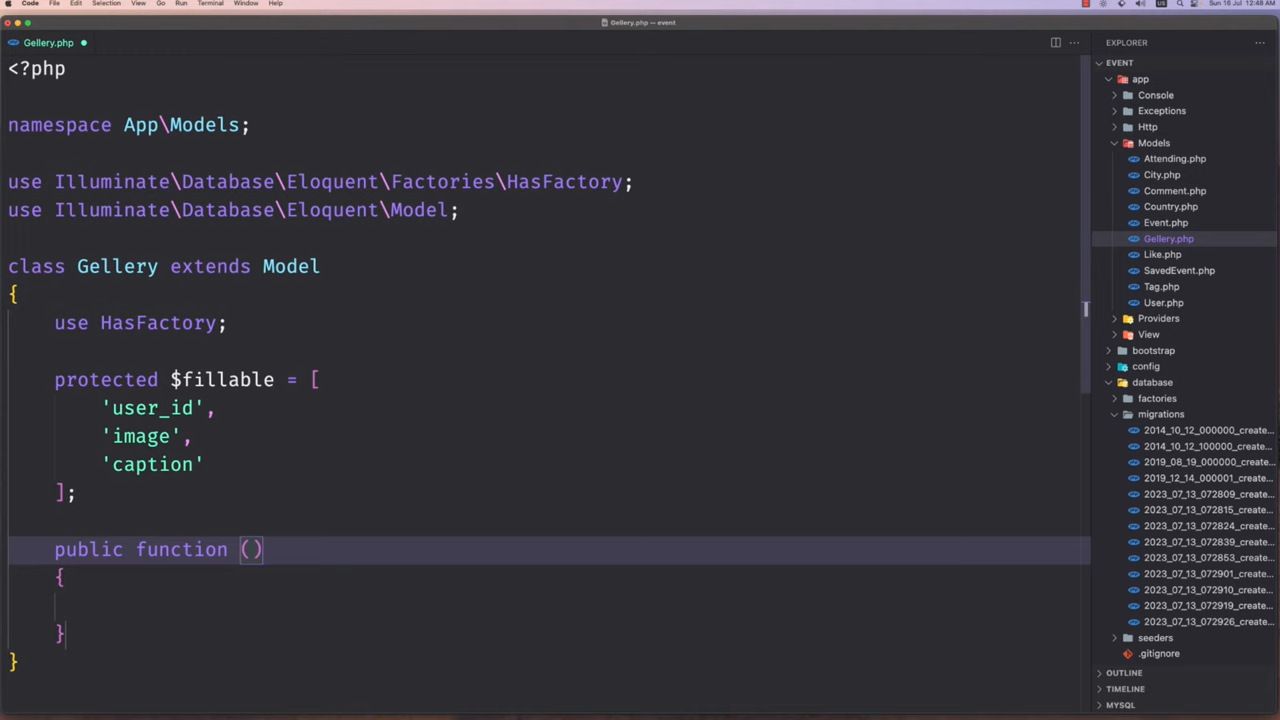 Code File Edit Selection View Go Run Terminal Window Help
US
Sun 16 Jul 12:48 AM
Gellery.php — event
Gellery.php
<?php
namespace App\Models;
use Illuminate\Database\Eloquent\Factories\HasFactory;
use Illuminate\Database\Eloquent\Model;
class Gellery extends Model
{
use HasFactory;
protected $fillable = [
'user_id',
'image',
'caption'
];
public function ()
{
}
}
EXPLORER
EVENT
app
Console
Exceptions
Http
Models
Attending.php
City.php
Comment.php
Country.php
Event.php
Gellery.php
Like.php
SavedEvent.php
Tag.php
User.php
Providers
View
bootstrap
config
database
factories
migrations
2014_10_12_000000_create...
2014_10_12_100000_create...
2019_08_19_000000_create...
2019_12_14_000001_create...
2023_07_13_072809_create...
2023_07_13_072815_create...
2023_07_13_072824_create...
2023_07_13_072839_create...
2023_07_13_072853_create...
2023_07_13_072901_create...
2023_07_13_072910_create...
2023_07_13_072919_create...
2023_07_13_072926_create...
seeders
.gitignore
OUTLINE
TIMELINE
MYSQL